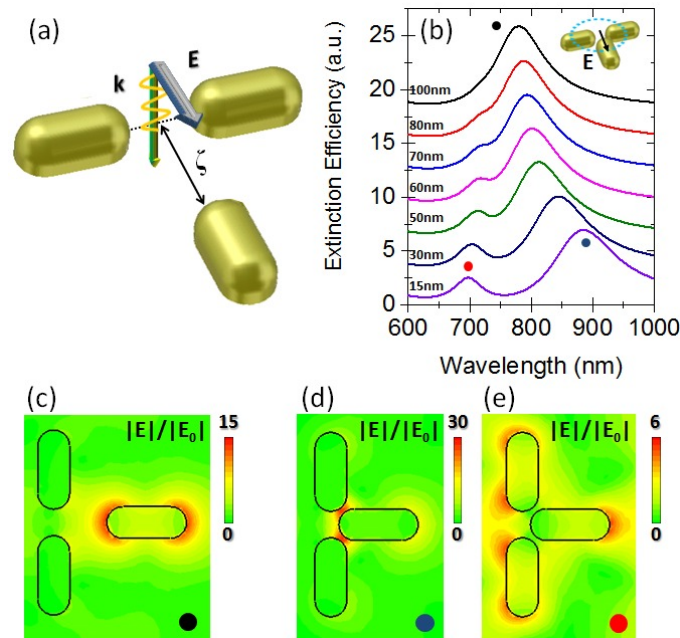 (a)
E
k
ζ
(b)
Extinction Efficiency (a.u.)
25
20
15
10
5
0
100nm
80nm
70nm
60nm
50nm
30nm
15nm
E
600 700 800 900 1000
Wavelength (nm)
(c)
|E|/|E₀|
15
0
(d)
|E|/|E₀|
30
0
(e)
|E|/|E₀|
6
0